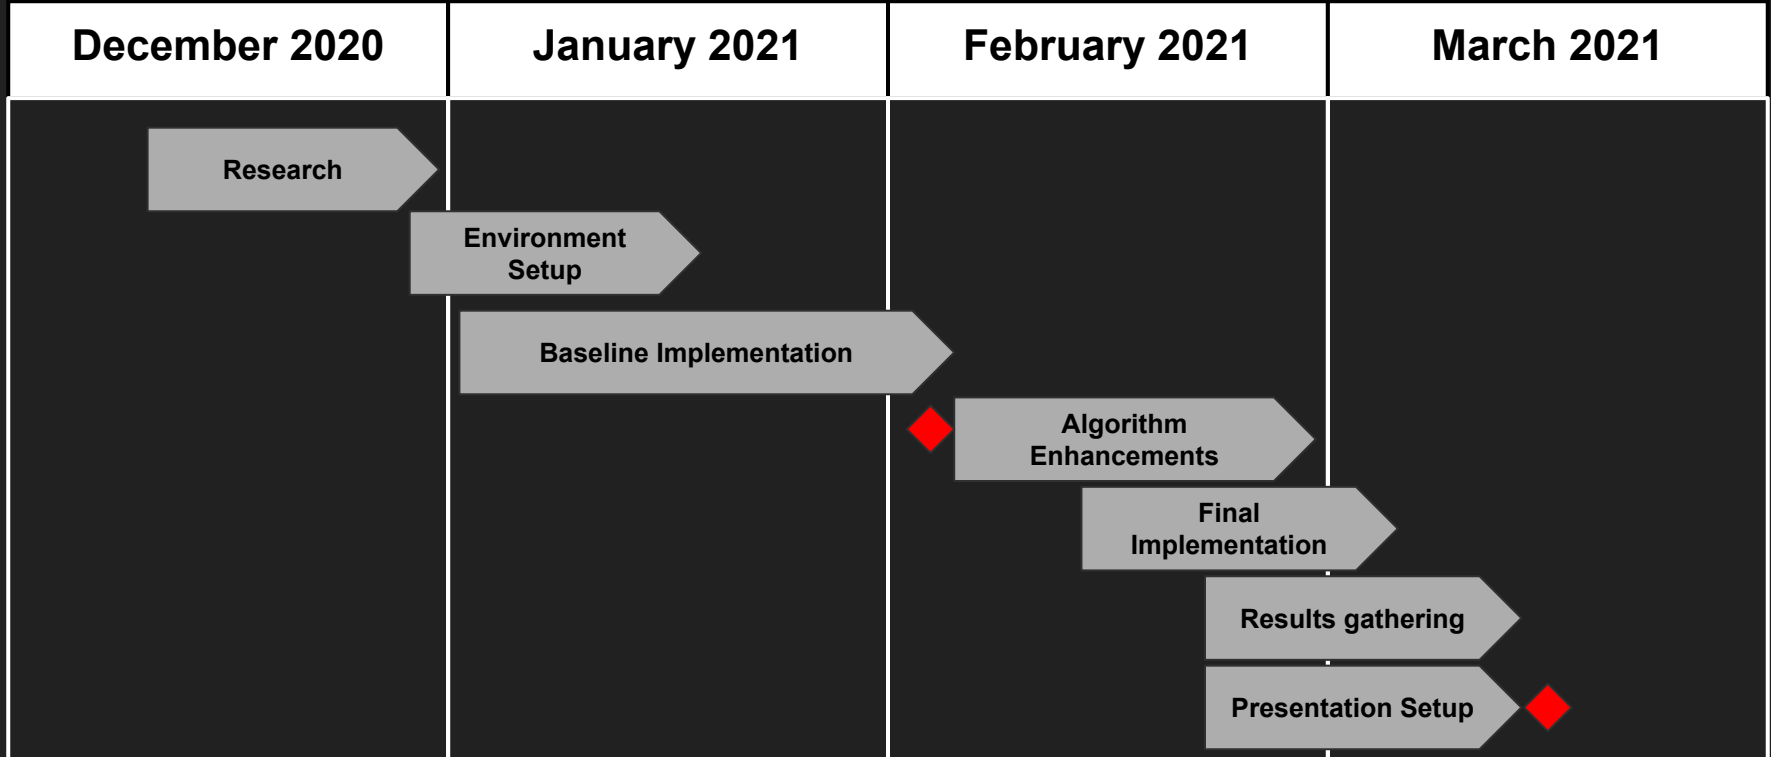 December 2020
January 2021
February 2021
March 2021
Research
Environment
Setup
Baseline Implementation
Algorithm
Enhancements
Final
Implementation
Results gathering
Presentation Setup